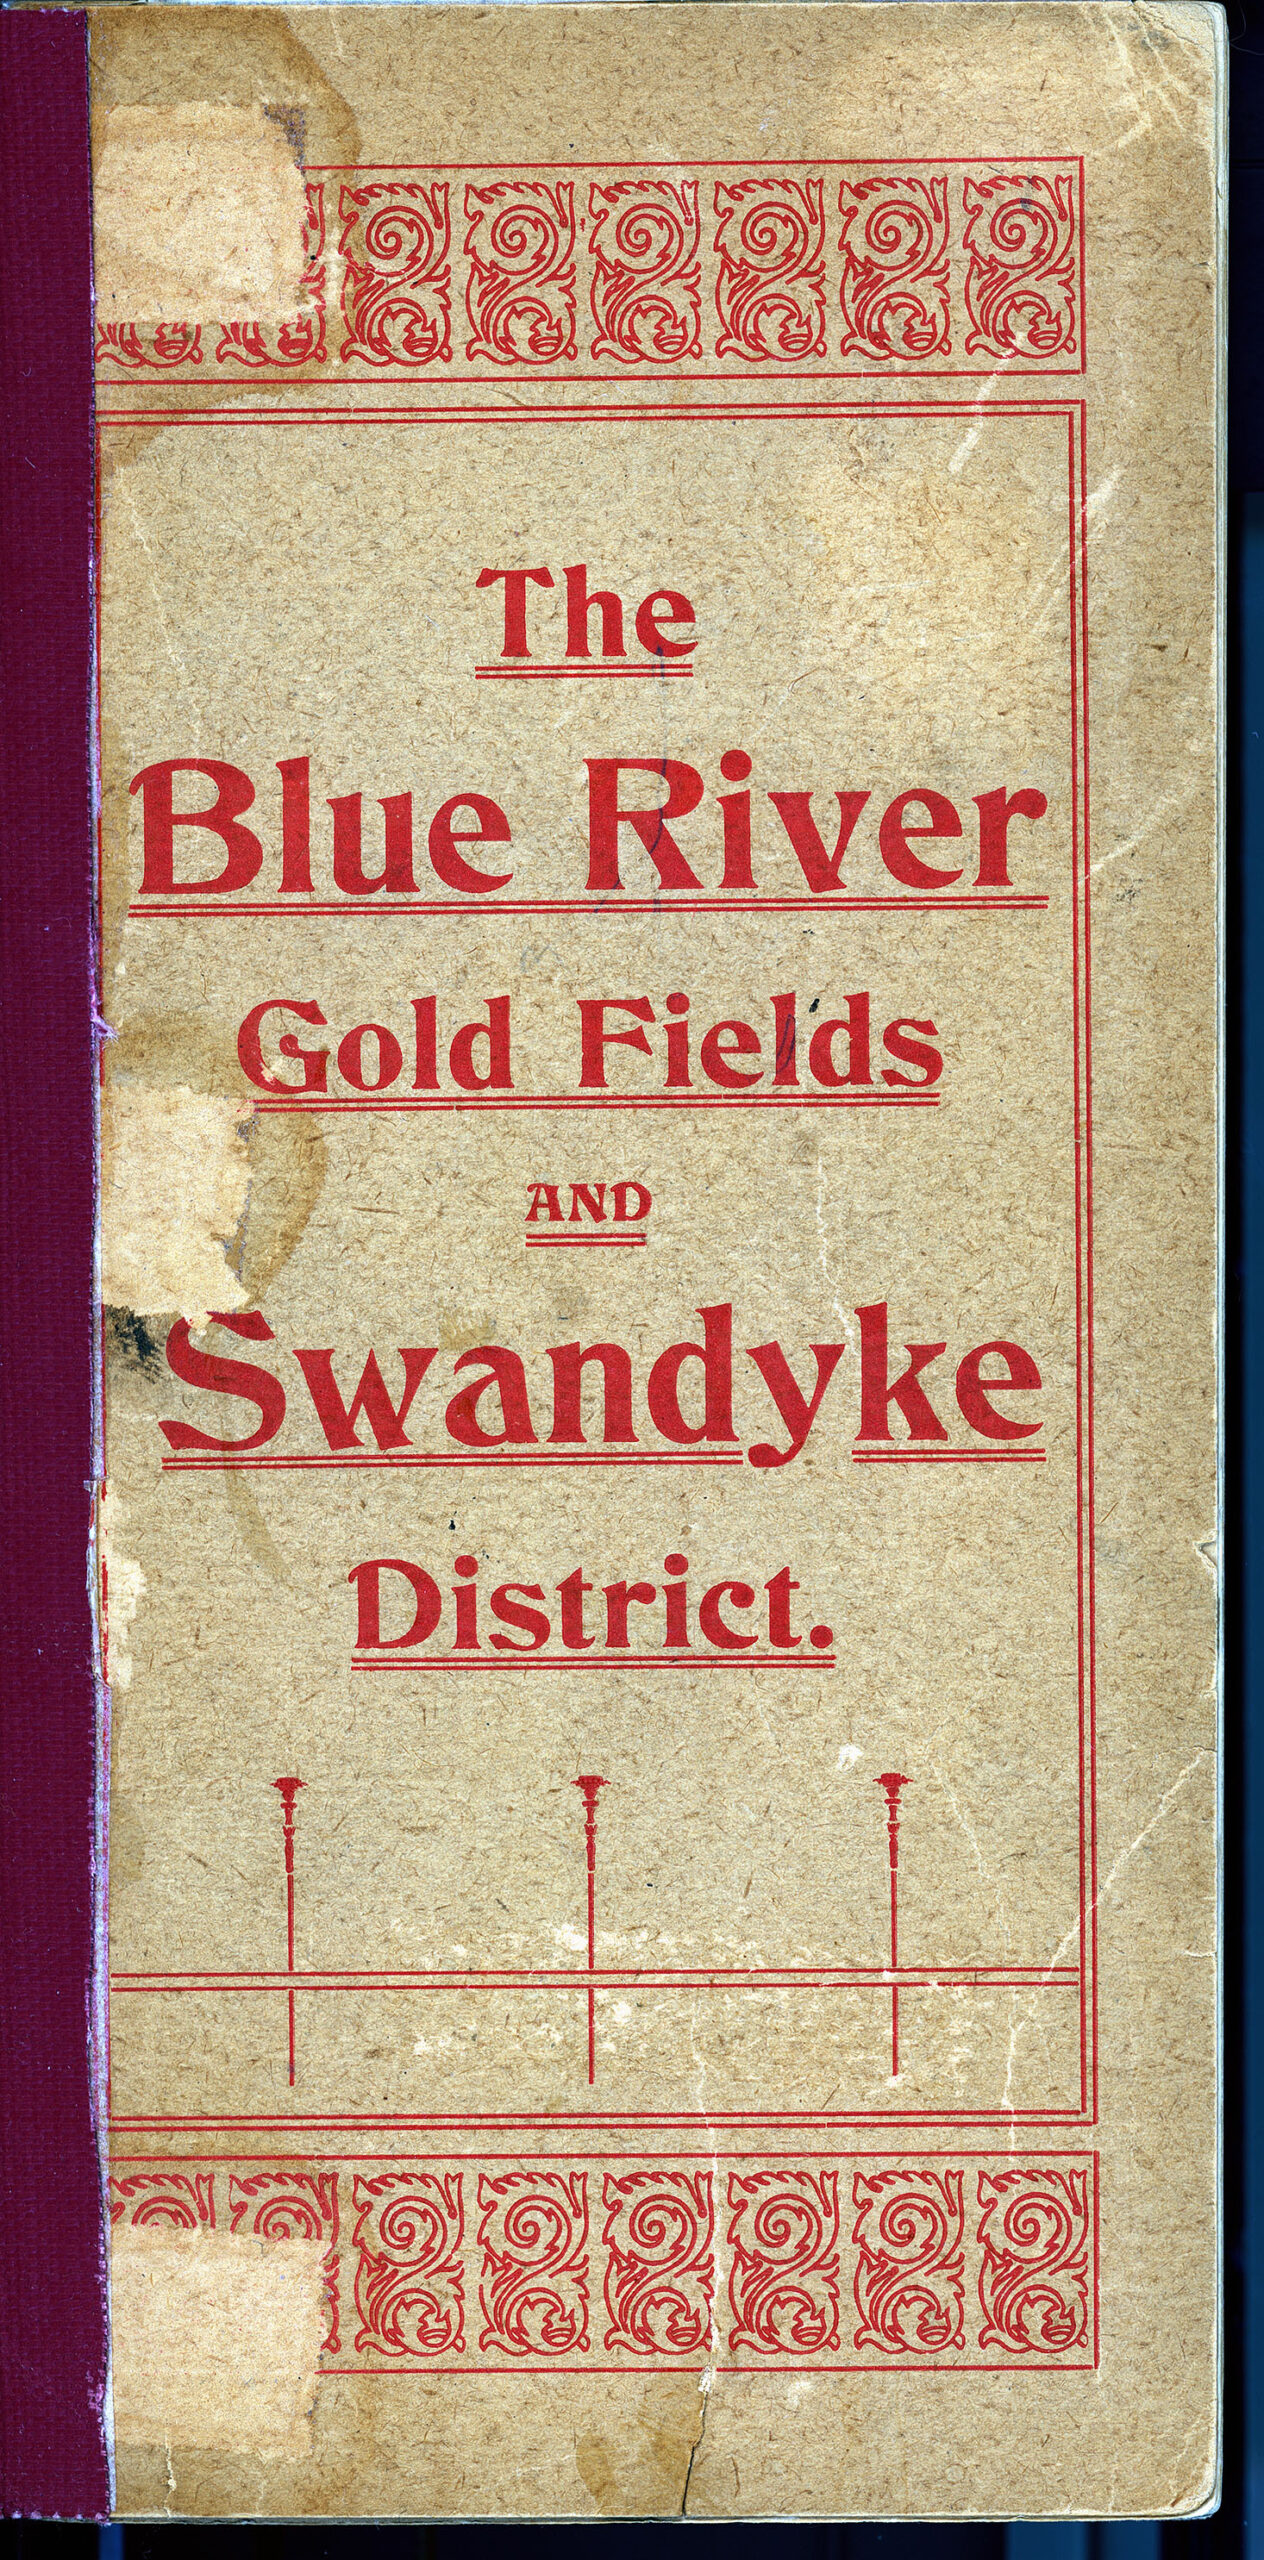 The
Blue River
Gold Fields
AND
Swandyke
District.